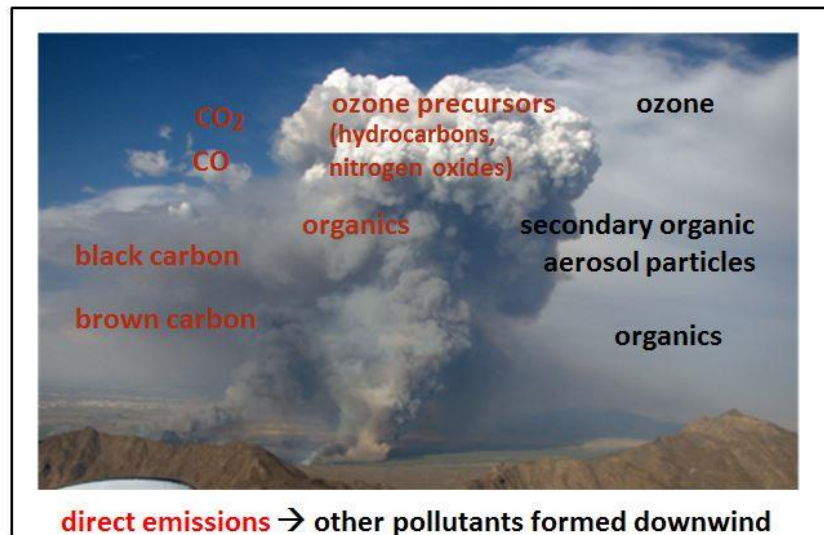 CO₂
CO
ozone precursors
(hydrocarbons,
nitrogen oxides)
ozone
organics
secondary organic
aerosol particles
black carbon
brown carbon
organics
direct emissions → other pollutants formed downwind